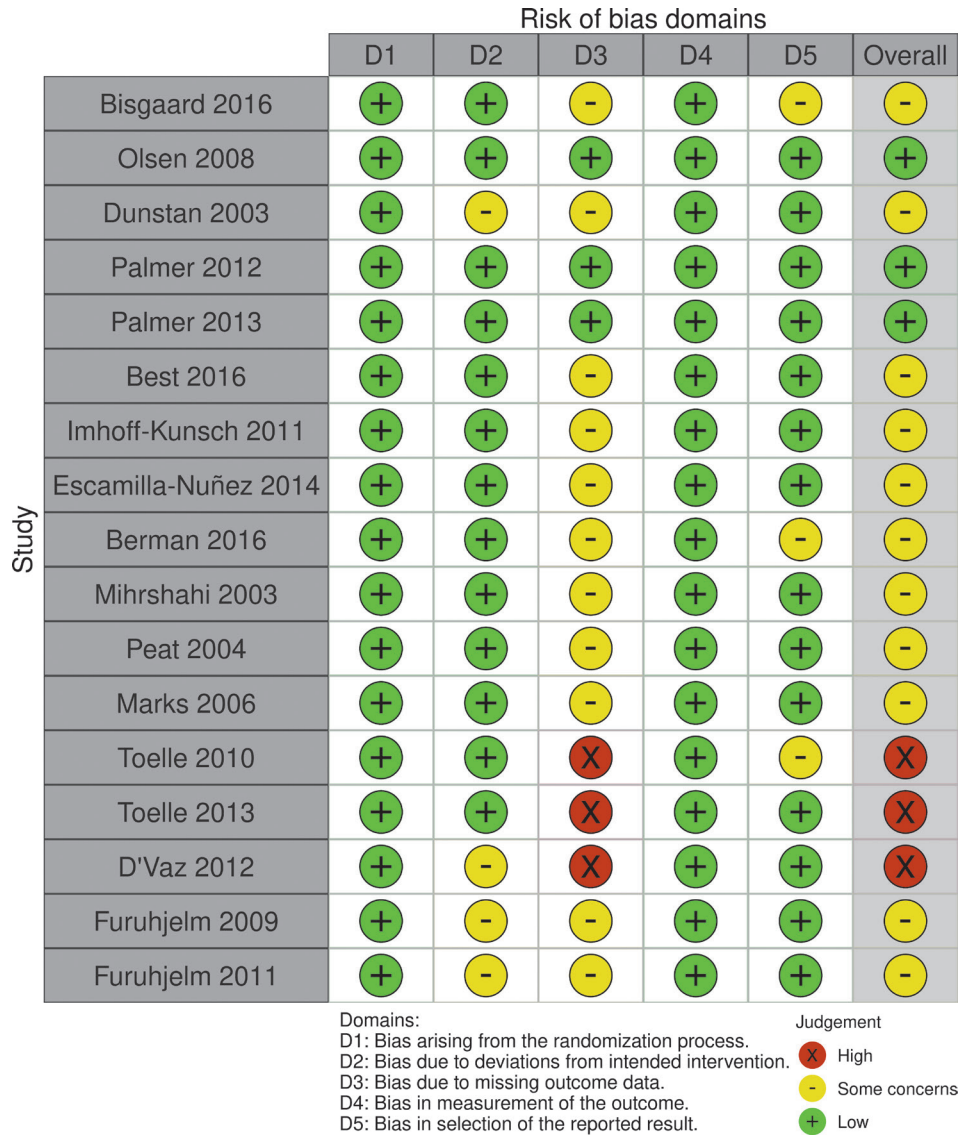 Risk of bias domains
D1 D2 D3 D4 D5 Overall
Study
Bisgaard 2016 + + - + - -
Olsen 2008 + + + + + +
Dunstan 2003 + - - + + -
Palmer 2012 + + + + + +
Palmer 2013 + + + + + +
Best 2016 + + - + + -
Imhoff-Kunsch 2011 + + - + + -
Escamilla-Nuñez 2014 + + - + + -
Berman 2016 + + - + - -
Mihrshahi 2003 + + - + + -
Peat 2004 + + - + + -
Marks 2006 + + - + + -
Toelle 2010 + + X + - X
Toelle 2013 + + X + + X
D'Vaz 2012 + - X + + X
Furuhjelm 2009 + - - + + -
Furuhjelm 2011 + - - + + -
Domains:
D1: Bias arising from the randomization process.
D2: Bias due to deviations from intended intervention.
D3: Bias due to missing outcome data.
D4: Bias in measurement of the outcome.
D5: Bias in selection of the reported result.
Judgement
X High
- Some concerns
+ Low